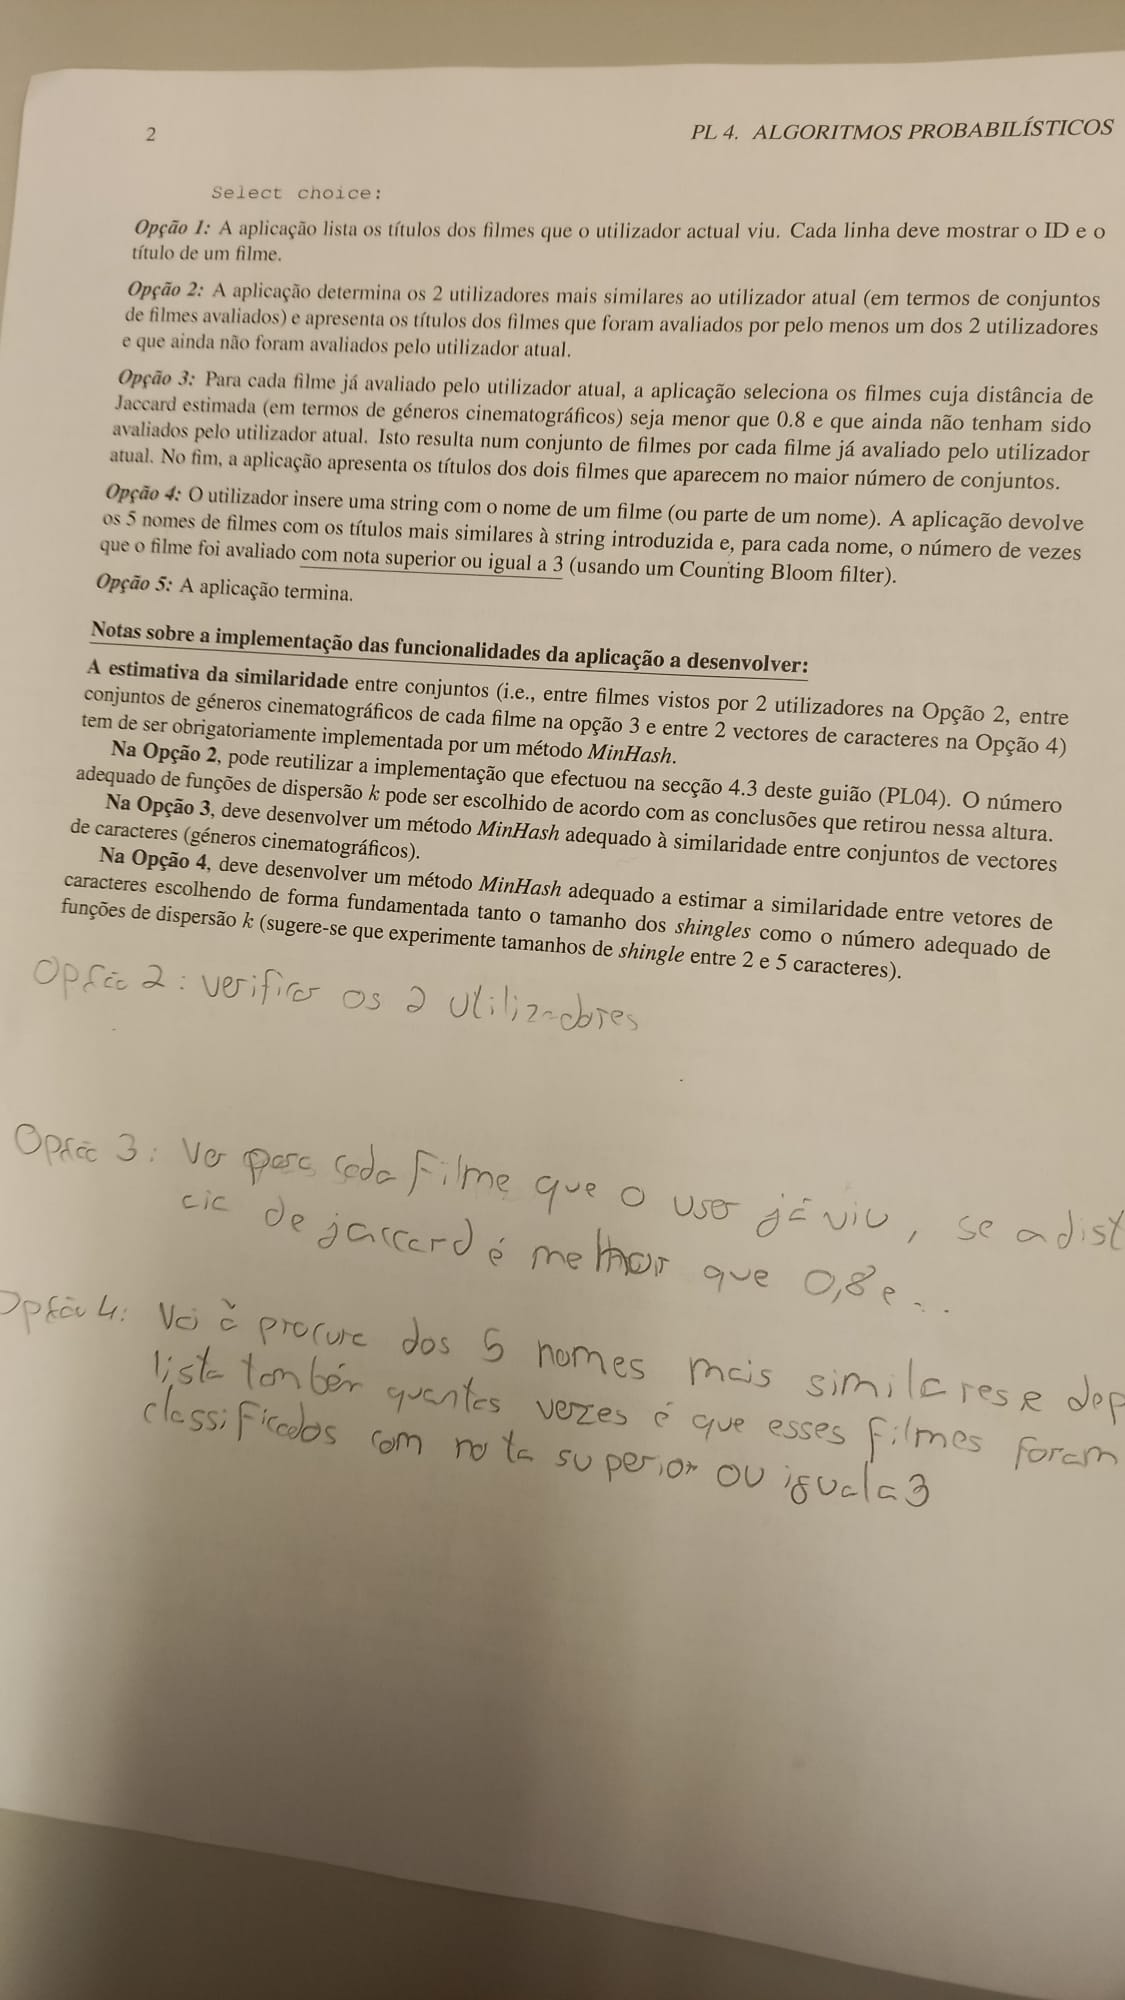 2
PL 4. ALGORITMOS PROBABILÍSTICOS
Select choice:
Opção 1: A aplicação lista os títulos dos filmes que o utilizador actual viu. Cada linha deve mostrar o ID e o
título de um filme.
Opção 2: A aplicação determina os 2 utilizadores mais similares ao utilizador atual (em termos de conjuntos
de filmes avaliados) e apresenta os títulos dos filmes que foram avaliados por pelo menos um dos 2 utilizadores
e que ainda não foram avaliados pelo utilizador atual.
Opção 3: Para cada filme já avaliado pelo utilizador atual, a aplicação seleciona os filmes cuja distância de
Jaccard estimada (em termos de géneros cinematográficos) seja menor que 0.8 e que ainda não tenham sido
avaliados pelo utilizador atual. Isto resulta num conjunto de filmes por cada filme já avaliado pelo utilizador
atual. No fim, a aplicação apresenta os títulos dos dois filmes que aparecem no maior número de conjuntos.
Opção 4: O utilizador insere uma string com o nome de um filme (ou parte de um nome). A aplicação devolve
os 5 nomes de filmes com os títulos mais similares à string introduzida e, para cada nome, o número de vezes
que o filme foi avaliado com nota superior ou igual a 3 (usando um Counting Bloom filter).
Opção 5: A aplicação termina.
Notas sobre a implementação das funcionalidades da aplicação a desenvolver:
A estimativa da similaridade entre conjuntos (i.e., entre filmes vistos por 2 utilizadores na Opção 2, entre
conjuntos de géneros cinematográficos de cada filme na opção 3 e entre 2 vectores de caracteres na Opção 4)
tem de ser obrigatoriamente implementada por um método MinHash.
Na Opção 2, pode reutilizar a implementação que efectuou na secção 4.3 deste guião (PL04). O número
adequado de funções de dispersão k pode ser escolhido de acordo com as conclusões que retirou nessa altura.
Na Opção 3, deve desenvolver um método MinHash adequado à similaridade entre conjuntos de vectores
de caracteres (géneros cinematográficos).
Na Opção 4, deve desenvolver um método MinHash adequado a estimar a similaridade entre vetores de
caracteres escolhendo de forma fundamentada tanto o tamanho dos shingles como o número adequado de
funções de dispersão k (sugere-se que experimente tamanhos de shingle entre 2 e 5 caracteres).
Opção 2: verificar os 2 utilizadores
Opção 3: Ver para cada Filme que o user já viu, se a dist
cia de jaccard é que 0,8 e...
Opção 4: Vai à procura dos 5 nomes mais similares e dep
lista também quantas vezes é que esses filmes foram
classificados com nota superior ou igual a 3